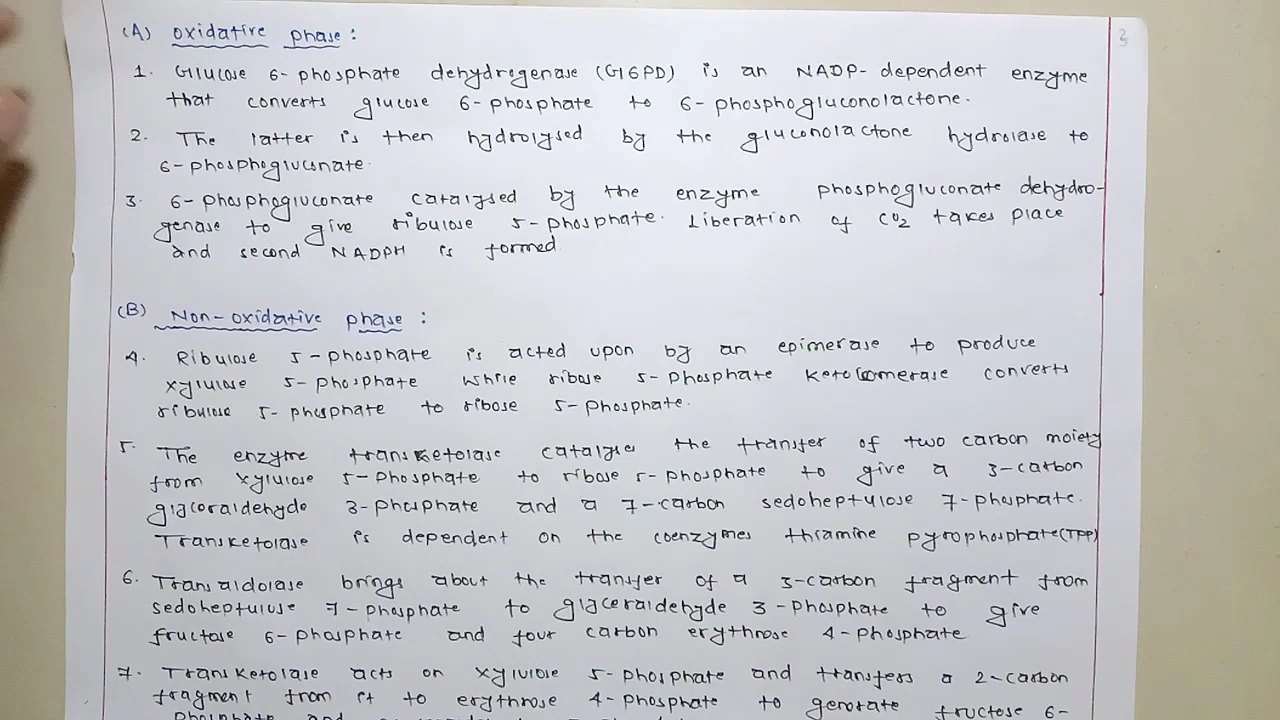 (A) Oxidative phase :
1. Glucose 6-phosphate dehydrogenase (G6PD) is an NADP-dependent enzyme
that converts glucose 6-phosphate to 6-phosphogluconolactone.
2. The latter is then hydrolysed by the gluconolactone hydrolase to
6-phosphogluconate.
3. 6-phosphogluconate catalysed by the enzyme phosphogluconate dehydro-
genase to give ribulose 5-phosphate. Liberation of CO2 takes place
and second NADPH is formed
(B) Non-oxidative phase :
4. Ribulose 5-phosphate is acted upon by an epimerase to produce
xylulose 5-phosphate while ribose 5-phosphate ketoisomerase converts
ribulose 5-phosphate to ribose 5-phosphate.
5. The enzyme transketolase catalyse the transfer of two carbon moiety
from xylulose 5-phosphate to ribose 5-phosphate to give a 3-carbon
glyceraldehyde 3-phosphate and a 7-carbon sedoheptulose 7-phosphate.
Transketolase is dependent on the coenzymes thiamine pyrophosphate(TPP)
6. Transaldolase brings about the transfer of a 3-carbon fragment from
sedoheptulose 7-phosphate to glyceraldehyde 3-phosphate to give
fructose 6-phosphate and four carbon erythrose 4-phosphate
7. Transketolase acts on xylulose 5-phosphate and transfers a 2-carbon
fragment from it to erythrose 4-phosphate to generate fructose 6-
phosphate and